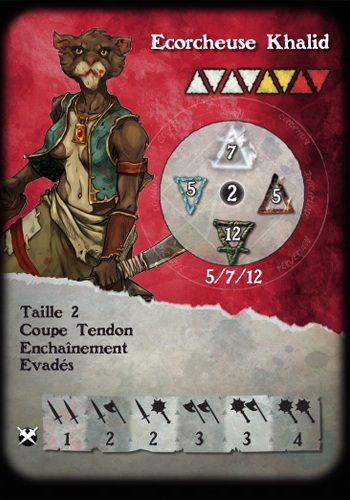 Ecorcheuse Khalid
7
5
2
5
12
5/7/12
Taille 2
Coupe Tendon
Enchaînement
Evadés
1 2 2 3 3 4